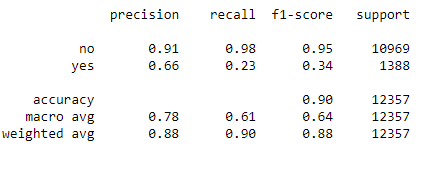 precision recall f1-score support
no 0.91 0.98 0.95 10969
yes 0.66 0.23 0.34 1388
accuracy 0.90 12357
macro avg 0.78 0.61 0.64 12357
weighted avg 0.88 0.90 0.88 12357